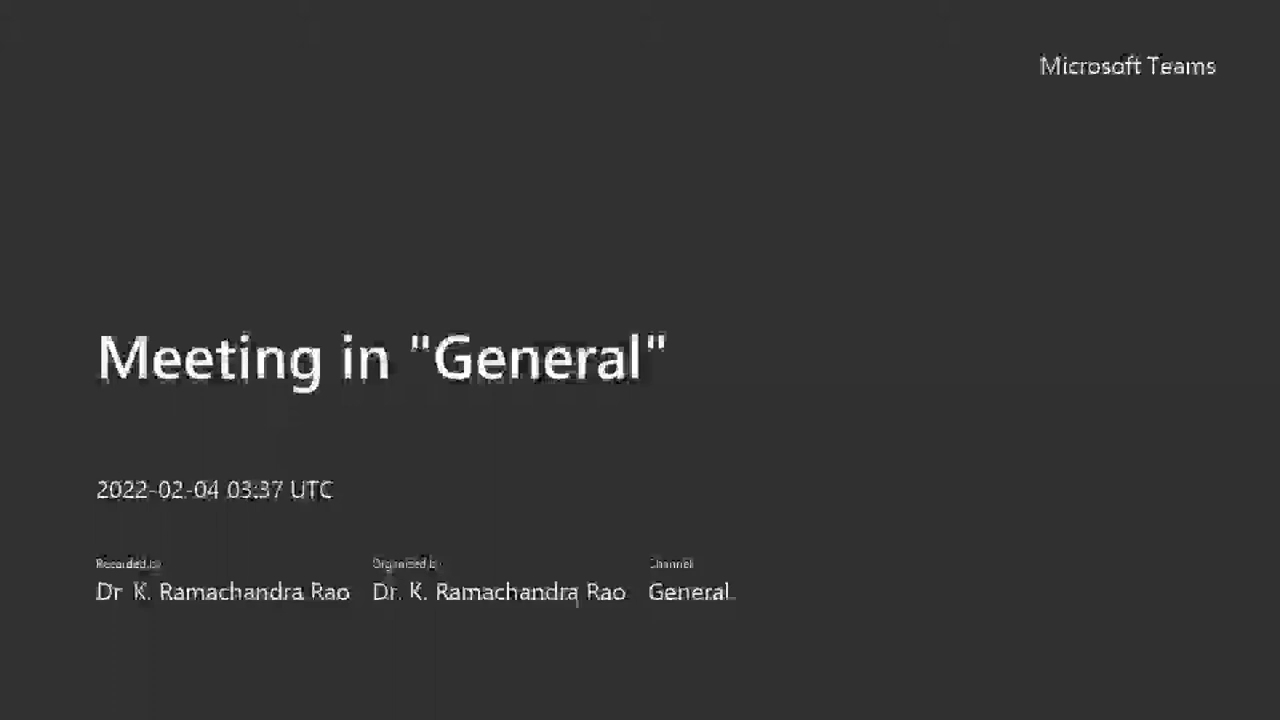 Microsoft Teams
Meeting in "General"
2022-02-04 03:37 UTC
Recorded by Organized by Channel
Dr. K. Ramachandra Rao Dr. K. Ramachandra Rao General